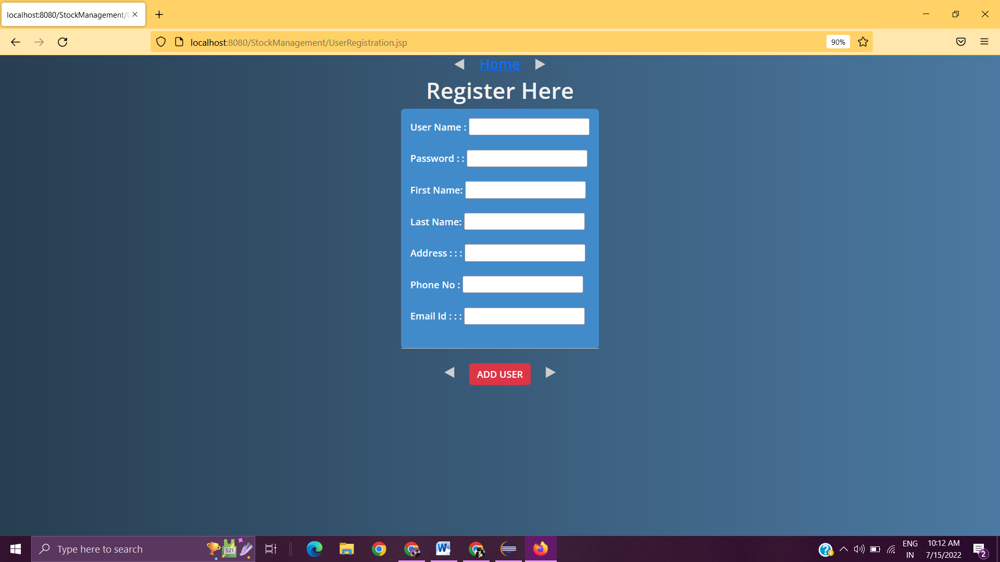 localhost:8080/StockManagement/U
localhost:8080/StockManagement/UserRegistration.jsp
90%
Home
Register Here
User Name :
Password : :
First Name:
Last Name:
Address : : :
Phone No :
Email Id : : :
ADD USER
Type here to search
521
ENG
IN
10:12 AM
7/15/2022
2